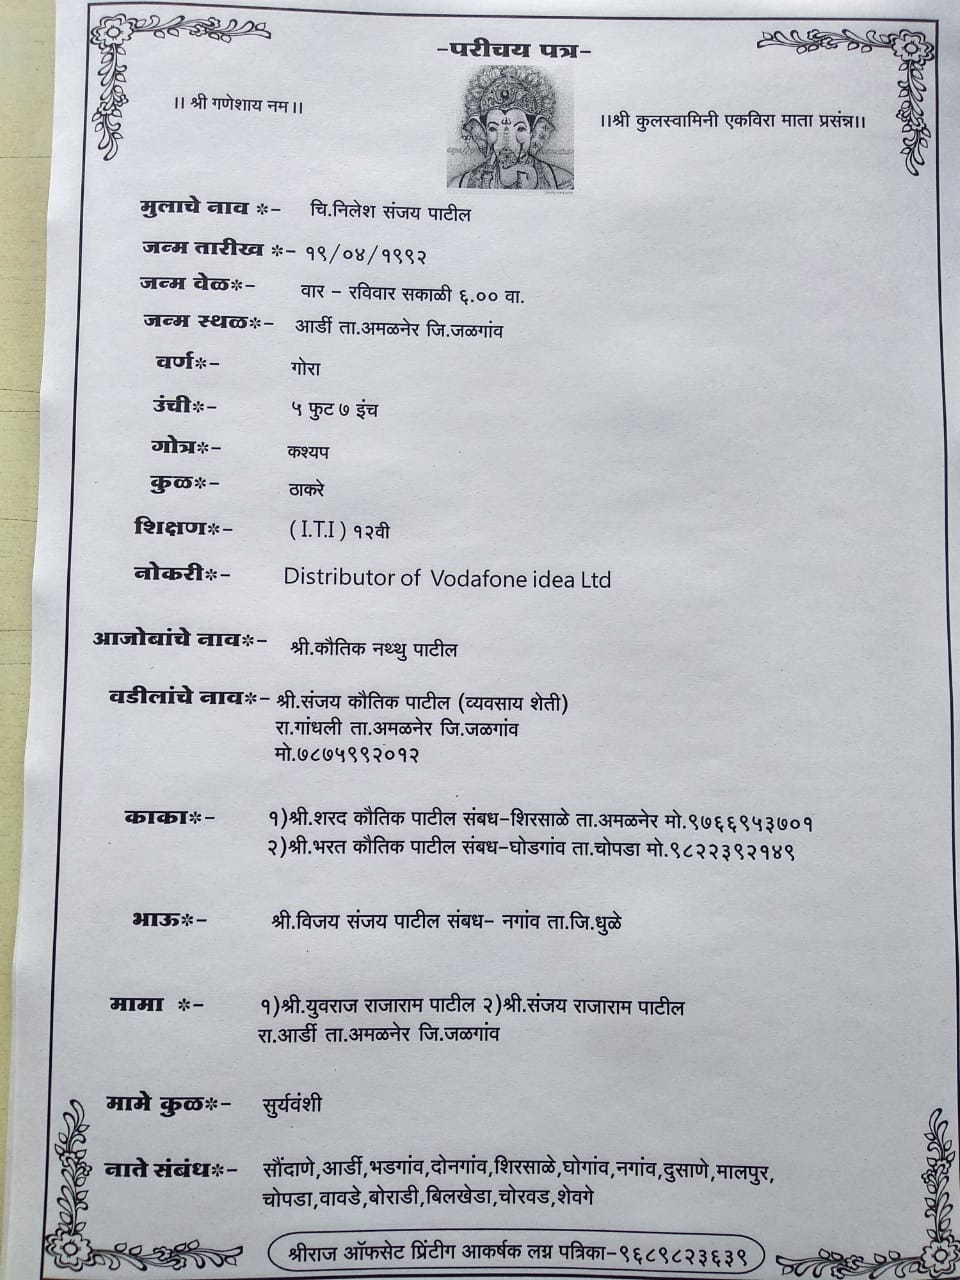 -परीचय पत्र-
।। श्री गणेशाय नम।।
।।श्री कुलस्वामिनी एकविरा माता प्रसंन्न।।
मुलाचे नाव *- चि.निलेश संजय पाटील
जन्म तारीख *- १९/०४/१९९२
जन्म वेळ*- वार - रविवार सकाळी ६.०० वा.
जन्म स्थळ*- आर्डी ता.अमळनेर जि.जळगांव
वर्ण*- गोरा
उंची*- ५ फुट ७ इंच
गोत्र*- कश्यप
कुळ*- ठाकरे
शिक्षण*- ( I.T.I ) १२वी
नोकरी*- Distributor of Vodafone idea Ltd
आजोबांचे नाव*- श्री.कौतिक नथ्थु पाटील
वडीलांचे नाव*- श्री.संजय कौतिक पाटील (व्यवसाय शेती)
रा.गांधली ता.अमळनेर जि.जळगांव
मो.७८७५९९२०१२
काका*- १)श्री.शरद कौतिक पाटील संबध-शिरसाळे ता.अमळनेर मो.९७६६९५३७०१
२)श्री.भरत कौतिक पाटील संबध-घोडगांव ता.चोपडा मो.९८२२३९२१४९
भाऊ*- श्री.विजय संजय पाटील संबध- नगांव ता.जि.धुळे
मामा *- १)श्री.युवराज राजाराम पाटील २)श्री.संजय राजाराम पाटील
रा.आर्डी ता.अमळनेर जि.जळगांव
मामे कुळ*- सुर्यवंशी
नाते संबंध*- सौंदाणे,आर्डी,भडगांव,दोनगांव,शिरसाळे,घोगांव,नगांव,दुसाणे,मालपुर,
चोपडा,वावडे,बोराडी,बिलखेडा,चोरवड,शेवगे
श्रीराज ऑफसेट प्रिंटीग आकर्षक लग्न पत्रिका-९६८९८२३६३९